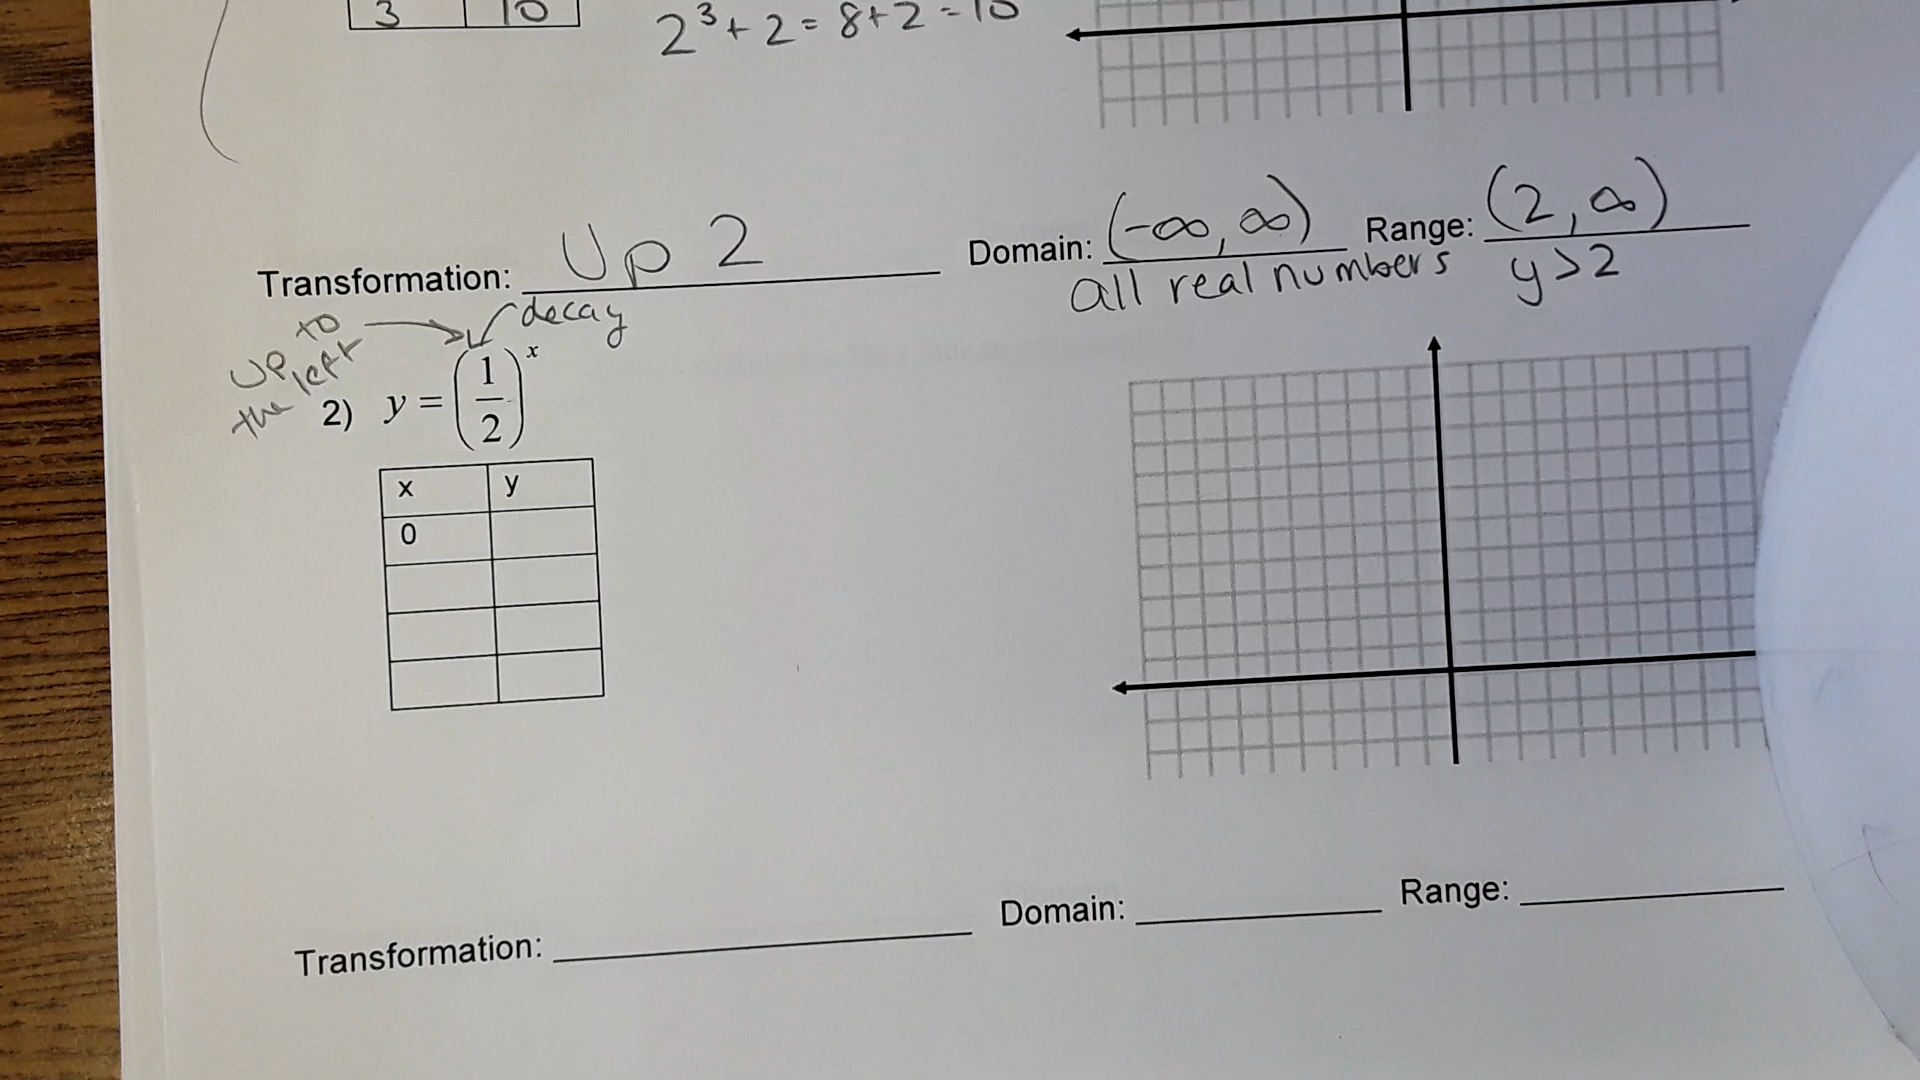 3 10
2³ + 2 = 8 + 2 = 10
Transformation: Up 2 Domain: (-∞, ∞) Range: (2, ∞)
all real numbers y > 2
decay
up to the left
2) y = (1/2)^x
x y
0
Transformation: Domain: Range: